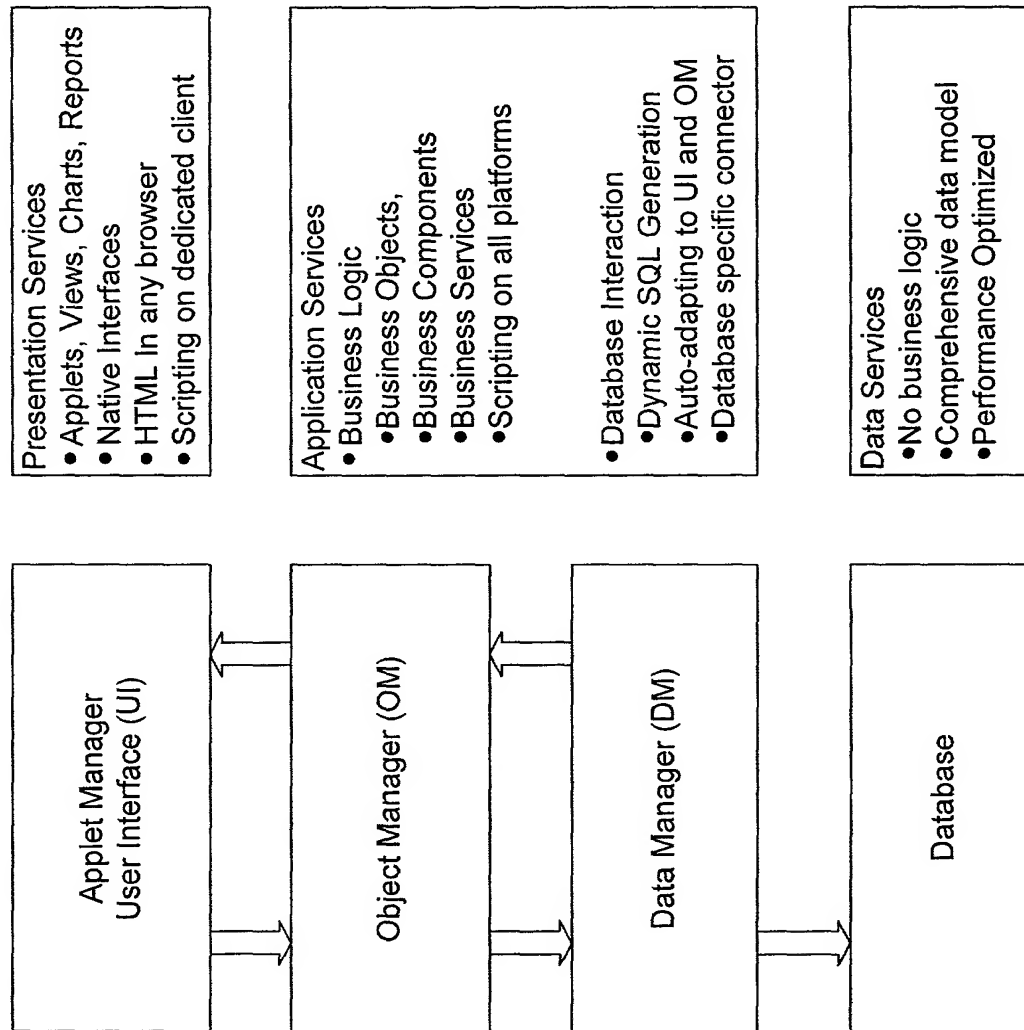 Presentation Services
• Applets, Views, Charts, Reports
• Native Interfaces
• HTML In any browser
• Scripting on dedicated client
Application Services
• Business Logic
•Business Objects,
•Business Components
•Business Services
•Scripting on all platforms
•Database Interaction
•Dynamic SQL Generation
•Auto-adapting to UI and OM
•Database specific connector
Data Services
•No business logic
•Comprehensive data model
•Performance Optimized
Applet Manager
User Interface (UI)
Object Manager (OM)
Data Manager (DM)
Database